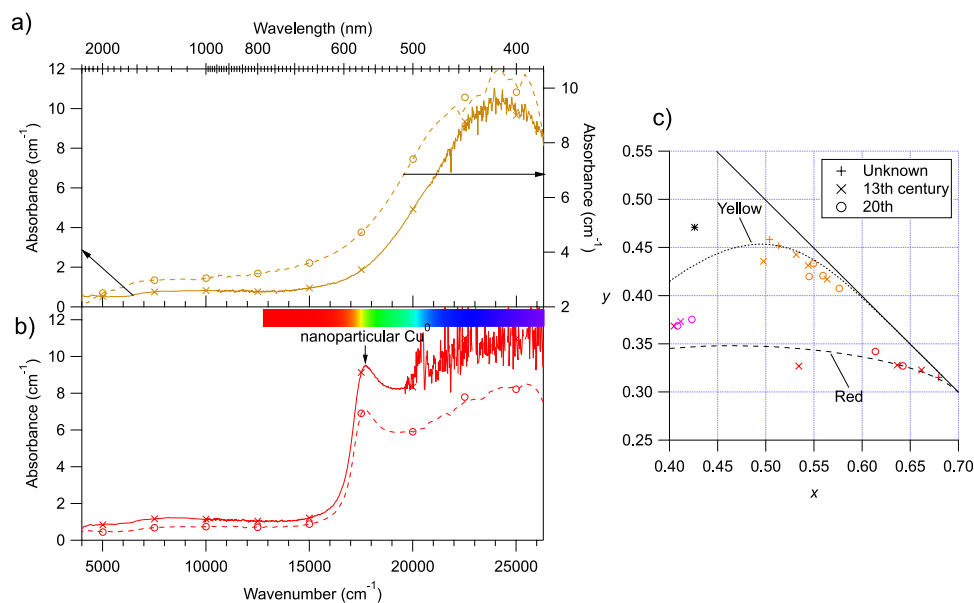 a)
Wavelength (nm)
2000 1000 800 600 500 400
12
10
8
6
4
2
0
Absorbance (cm⁻¹)
10
8
6
4
2
Absorbance (cm⁻¹)
b)
12
10
8
6
4
2
0
Absorbance (cm⁻¹)
nanoparticular Cu⁰
5000 10000 15000 20000 25000
Wavenumber (cm⁻¹)
c)
0.55
0.50
0.45
0.40
0.35
0.30
0.25
y
Unknown
13th century
20th
Yellow
Red
0.40 0.45 0.50 0.55 0.60 0.65 0.70
x